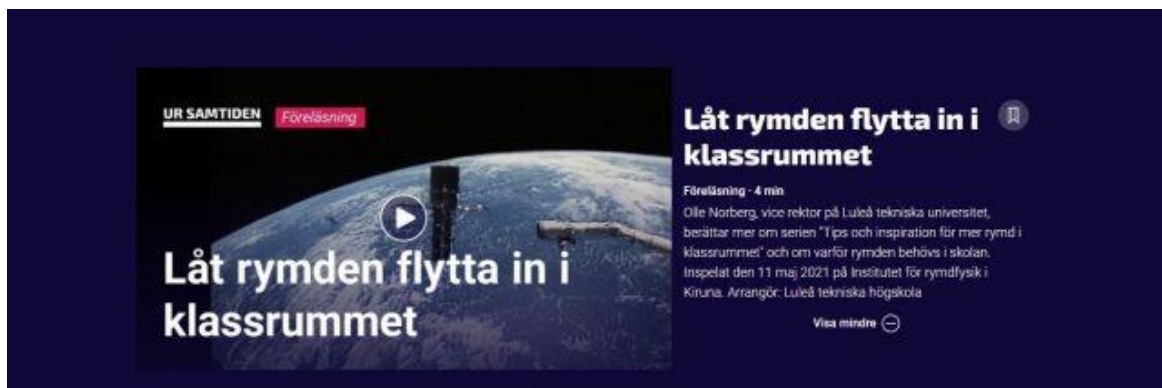 UR SAMTIDEN Föreläsning
Låt rymden flytta in i
klassrummet
Låt rymden flytta in i
klassrummet
Föreläsning · 4 min
Olle Norberg, vice rektor på Luleå tekniska universitet,
berättar mer om serien "Tips och inspiration för mer rymd i
klassrummet" och om varför rymden behövs i skolan.
Inspelat den 11 maj 2021 på Institutet för rymdfysik i
Kiruna. Arrangör: Luleå tekniska högskola
Visa mindre